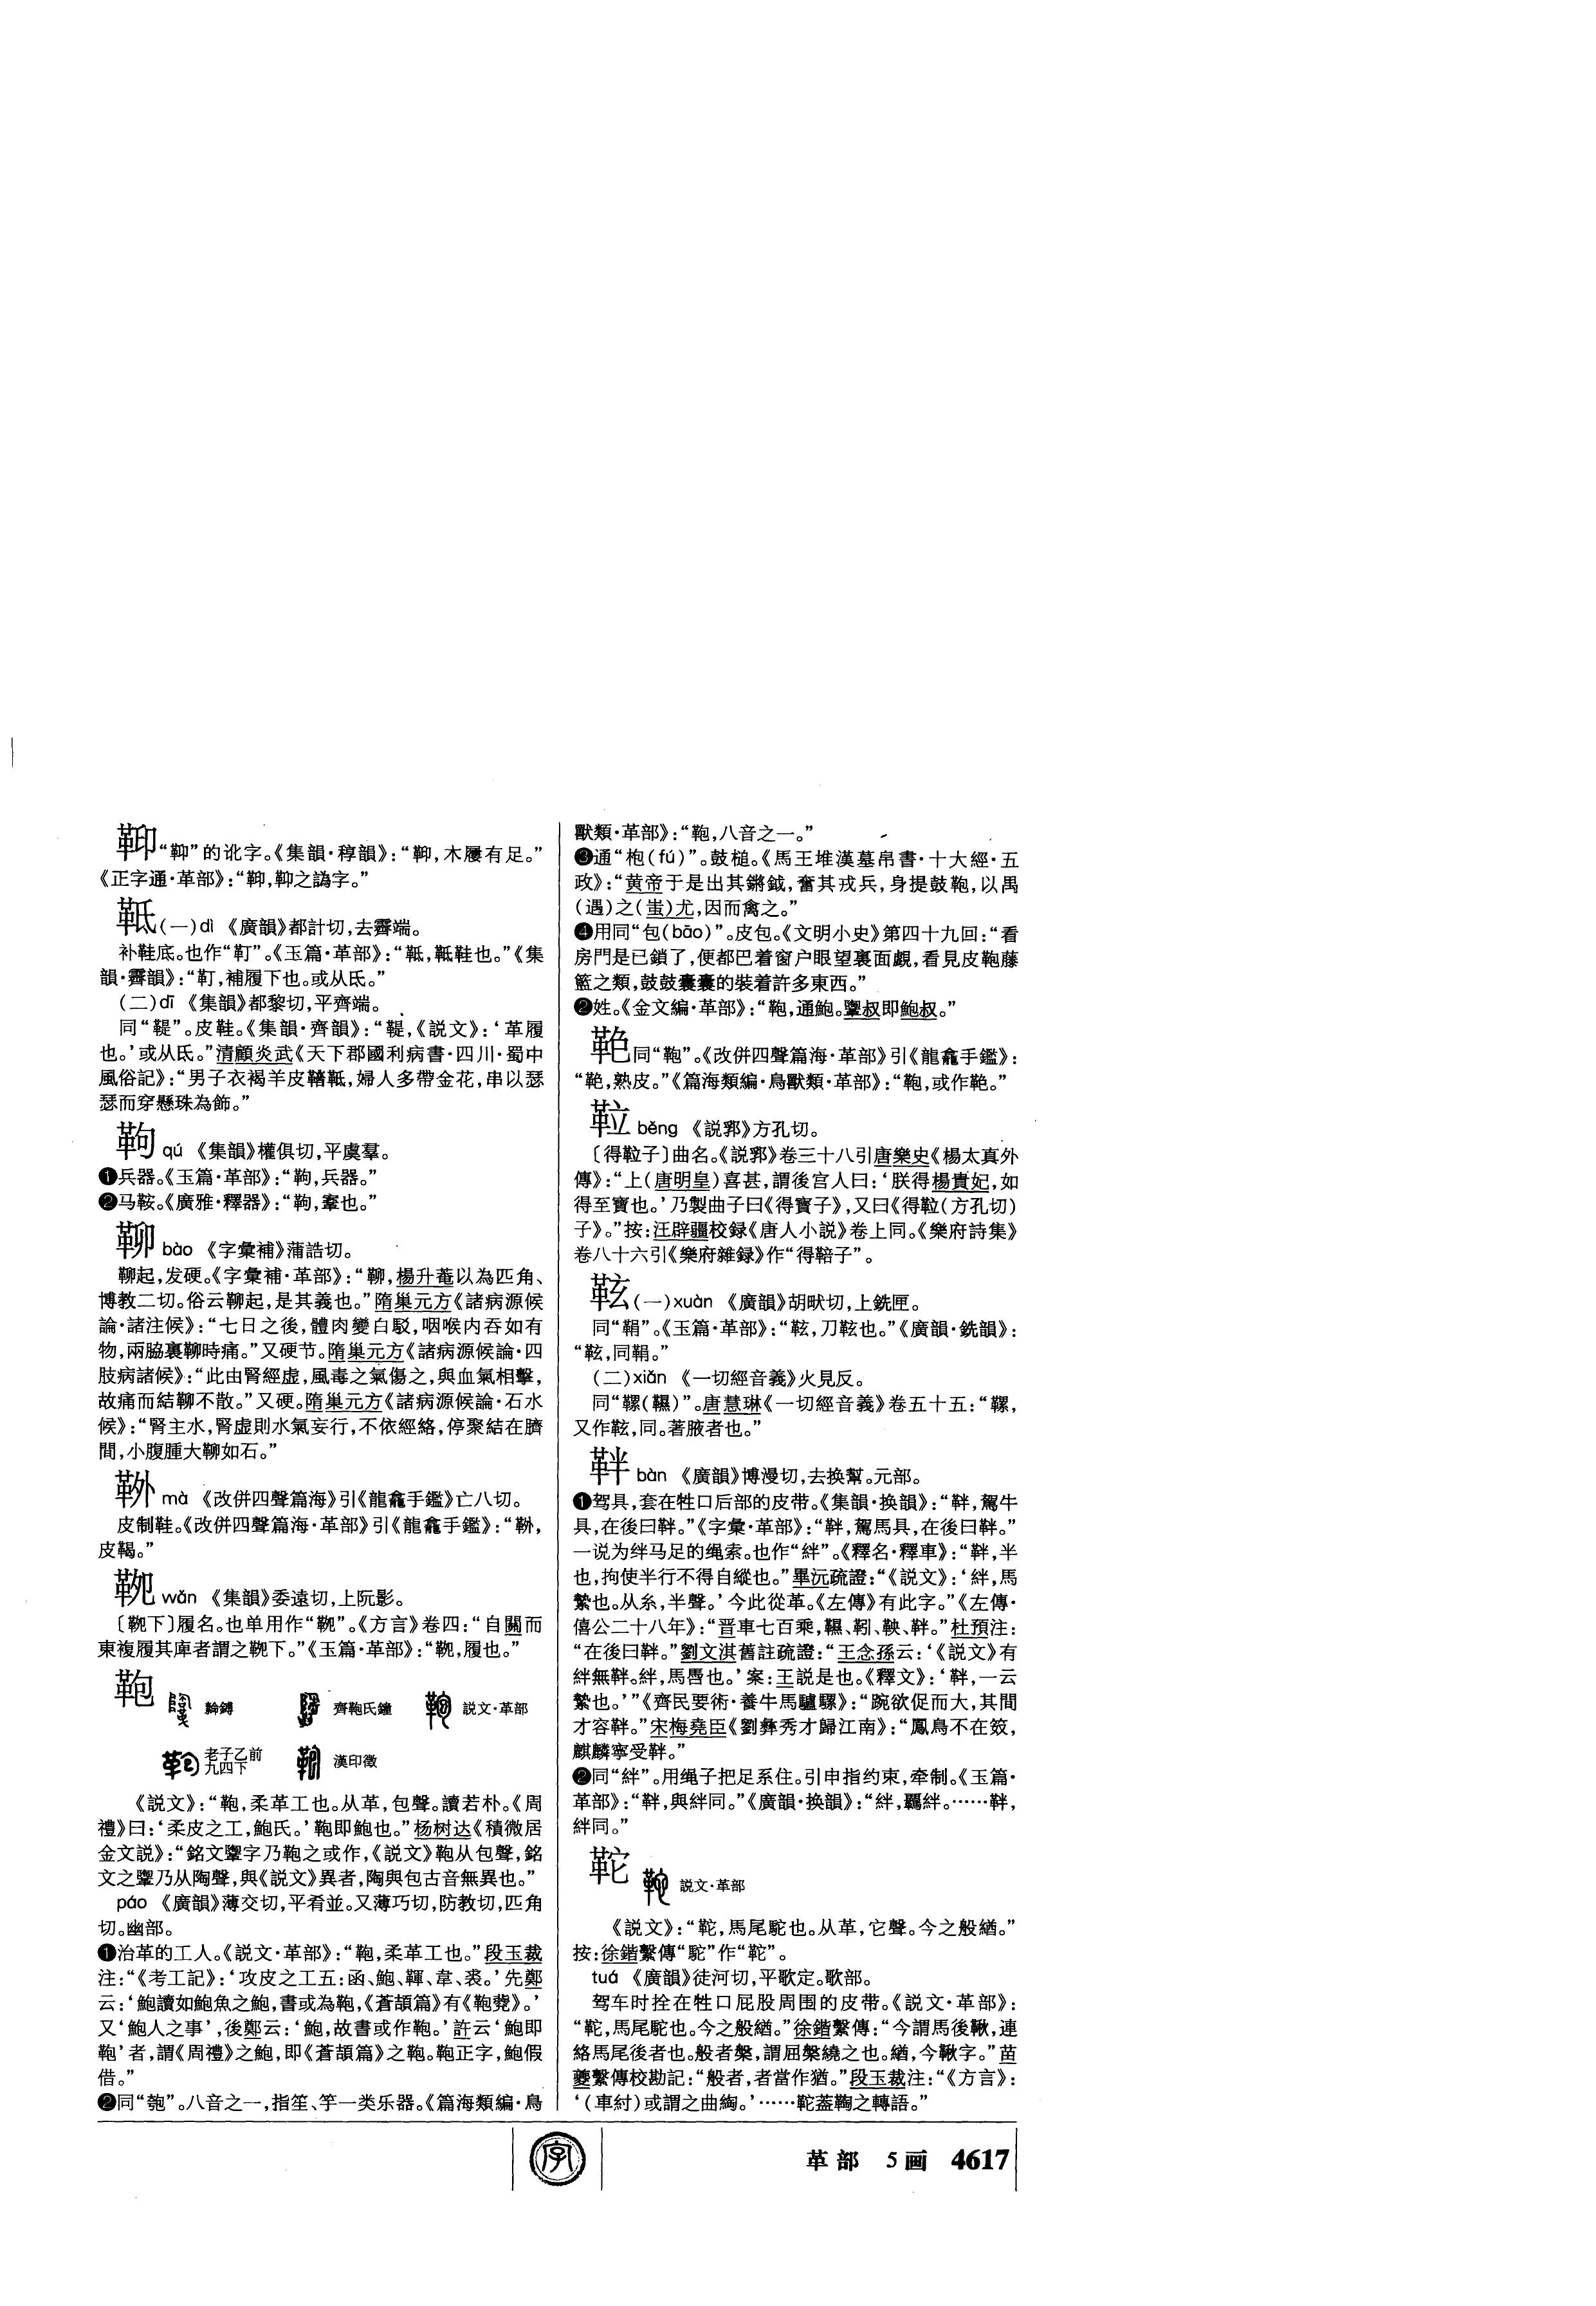 “䩑”的讹字。《集韻·稕韻》：“䩑，木屨有足。”
《正字通·革部》：“之譌字。”
䩚(一)dì 《廣韻》都計切，去霽端。
补鞋底。也作“靪”。《玉篇·革部》：“䩚，䩚鞋也。”《集
韻·霽韻》：“靪，補履下也。或从氐。”
(二)dī 《集韻》都黎切，平齊端。
同“鞮”。皮鞋。《集韻·齊韻》：“鞮，《説文》：‘革履
也。’或从氐。”清顧炎武《天下郡國利病書·四川·蜀中
風俗記》：“男子衣褐羊皮䩚，婦人多帶金花，串以瑟
瑟而穿懸珠為飾。”
鞫 qú 《集韻》權俱切，平虞羣。
❶兵器。《玉篇·革部》：“兵器。”
❷马鞍。《廣雅·釋器》：“也。”
bào 《字彙補》蒲誥切。
起，发硬。《字彙補·革部》：“楊升菴以為匹角、
博教二切。俗云起，是其義也。”隋巢元方《諸病源候
論·諸注候》：“七日之後，體肉變白駁，咽喉内吞如有
物，兩脇裏時痛。”又硬节。隋巢元方《諸病源候論·四
肢病諸候》：“此由腎經虚，風毒之氣傷之，與血氣相擊，
故痛而結不散。”又硬。隋巢元方《諸病源候論·石水
候》：“腎主水，腎虚則水氣妄行，不依經絡，停聚結在臍
間，小腹腫大如石。”
mà 《改併四聲篇海》引《龍龕手鑑》亡八切。
皮制鞋。《改併四聲篇海·革部》引《龍龕手鑑》：“
皮鞨。”
䩊 wǎn 《集韻》委遠切，上阮影。
〔䩊下〕履名。也单用作“䩊”。《方言》卷四：“自關而
東複履其庳者謂之䩊下。”《玉篇·革部》：“䩊，履也。”
鞄 齊鞄氏鐘 説文·革部
老子乙前九四下 漢印徵
《説文》：“鞄，柔革工也。从革，包聲。讀若朴。《周
禮》曰：‘柔皮之工，鮑氏。’鞄即鮑也。”杨树达《積微居
金文説》：“銘文字乃鞄之或作，《説文》鞄从包聲，銘
文之乃从陶聲，與《説文》異者，陶與包古音無異也。”
páo 《廣韻》薄交切，平肴並。又薄巧切，防教切，匹角
切。幽部。
❶治革的工人。《説文·革部》：“鞄，柔革工也。”段玉裁
注：“《考工記》：‘攻皮之工五：函、鮑、韗、韋、裘。’先鄭
云：‘鮑讀如鮑魚之鮑，書或為鞄，《蒼頡篇》有《鞄㼱》。’
又‘鮑人之事’，後鄭云：‘鮑，故書或作鞄。’許云‘鮑即
鞄’者，謂《周禮》之鮑，即《蒼頡篇》之鞄。鞄正字，鮑假
借。”
❷同“匏”。八音之一，指笙、竽一类乐器。《篇海類編·鳥
獸類·革部》：“鞄，八音之一。”
❸通“枹(fú)”。鼓槌。《馬王堆漢墓帛書·十大經·五
政》：“黄帝于是出其鏘鉞，奮其戎兵，身提鼓鞄，以禺
(遇)之(蚩)尤，因而禽之。”
❹用同“包(bāo)”。皮包。《文明小史》第四十九回：“看
房門是已鎖了，便都巴着窗户眼望裏面覷，看見皮鞄藤
籃之類，鼓鼓囊囊的裝着許多東西。”
❷姓。《金文編·革部》：“鞄，通鮑。叔即鮑叔。”
同“鞄”。《改併四聲篇海·革部》引《龍龕手鑑》：
“熟皮。”《篇海類編·鳥獸類·革部》：“鞄，或作。”
䩬 běng 《説郛》方孔切。
〔得子〕曲名。《説郛》卷三十八引唐樂史《楊太真外
傳》：“上(唐明皇)喜甚，謂後宫人曰：‘朕得楊貴妃，如
得至寶也。’乃製曲子曰《得寶子》，又曰《得(方孔切)
子》。”按：汪辟疆校録《唐人小説》卷上同。《樂府詩集》
卷八十六引《樂府雜録》作“得䩫子”。
䩙(一)xuàn 《廣韻》胡畎切，上銑匣。
同“鞙”。《玉篇·革部》：“䩙，刀䩙也。”《廣韻·銑韻》：
“䩙，同鞙。”
(二)xiǎn 《一切經音義》火見反。
同“(韅)”。唐慧琳《一切經音義》卷五十五：“
又作䩙，同。著腋者也。”
靽 bàn 《廣韻》博漫切，去换幫。元部。
❶驾具，套在牲口后部的皮带。《集韻·换韻》：“靽，駕牛
具，在後曰靽。”《字彙·革部》：“靽，駕馬具，在後曰靽。”
一说为绊马足的绳索。也作“絆”。《釋名·釋車》：“靽，半
也，拘使半行不得自縱也。”畢沅疏證：“《説文》：‘絆，馬
縶也。从糸，半聲。’今此從革。《左傳》有此字。”《左傳·
僖公二十八年》：“晋車七百乘，韅、靷、鞅、靽。”杜預注：
“在後曰靽。”劉文淇舊註疏證：“王念孫云：‘《説文》有
絆無靽。絆，馬𩡧也。’案：王説是也。《釋文》：‘靽，一云
縶也。’”《齊民要術·養牛馬驢騾》：“踠欲促而大，其間
才容靽。”宋梅堯臣《劉彝秀才歸江南》：“鳳鳥不在笯，
麒麟寧受靽。”
❷同“絆”。用绳子把足系住。引申指约束，牵制。《玉篇·
革部》：“靽，與絆同。”《廣韻·换韻》：“絆，羈絆。……靽，
絆同。”
鞁 説文·革部
《説文》：“鞑，馬尾駝也。从革，它聲。今之般緧。”
按：徐鍇繫傳“駝”作“鉈”。
tuó 《廣韻》徒河切，平歌定。歌部。
驾车时拴在牲口屁股周围的皮带。《説文·革部》：
“馬尾駝也。今之般緧。”徐鍇繫傳：“今謂馬後鞦，連
絡馬尾後者也。般者槃，謂屈槃繞之也。緧，今鞦字。”苗
夔繫傳校勘記：“般者，者當作猶。”段玉裁注：“《方言》：
‘(車紂)或謂之曲綯。’……蓋鞠之轉語。”
字
革部 5画 4617